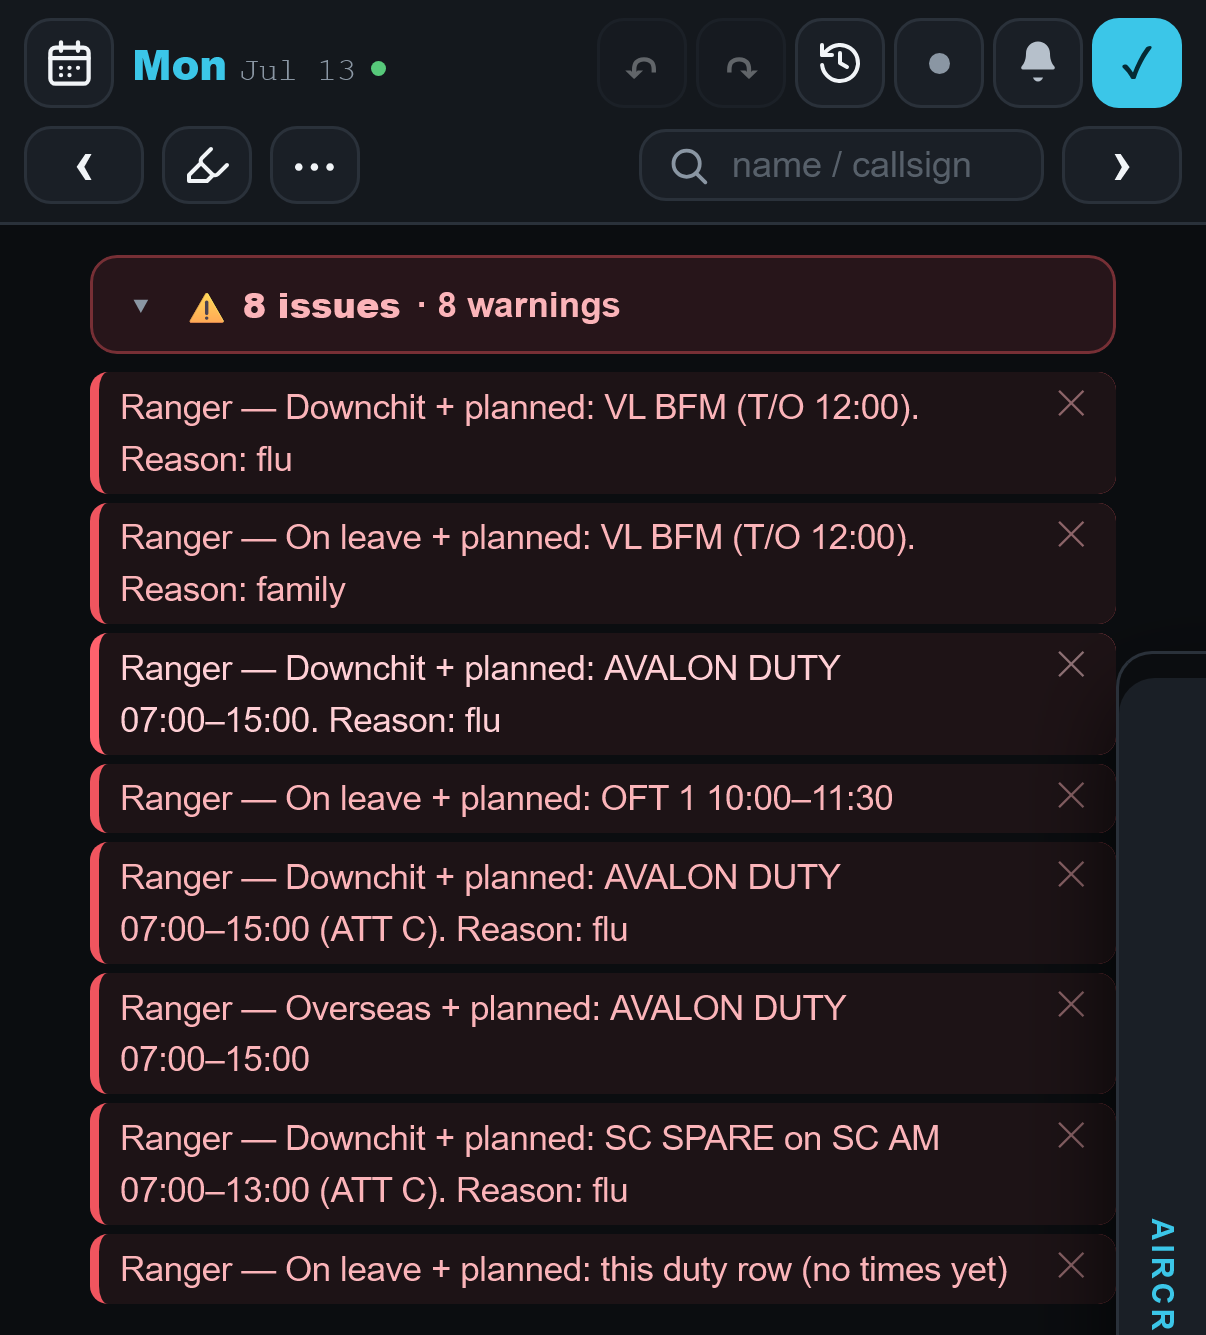 Mon Jul 13
name / callsign
8 issues · 8 warnings
Ranger — Downchit + planned: VL BFM (T/O 12:00).
Reason: flu
Ranger — On leave + planned: VL BFM (T/O 12:00).
Reason: family
Ranger — Downchit + planned: AVALON DUTY
07:00–15:00. Reason: flu
Ranger — On leave + planned: OFT 1 10:00–11:30
Ranger — Downchit + planned: AVALON DUTY
07:00–15:00 (ATT C). Reason: flu
Ranger — Overseas + planned: AVALON DUTY
07:00–15:00
Ranger — Downchit + planned: SC SPARE on SC AM
07:00–13:00 (ATT C). Reason: flu
Ranger — On leave + planned: this duty row (no times yet)
AIRCR